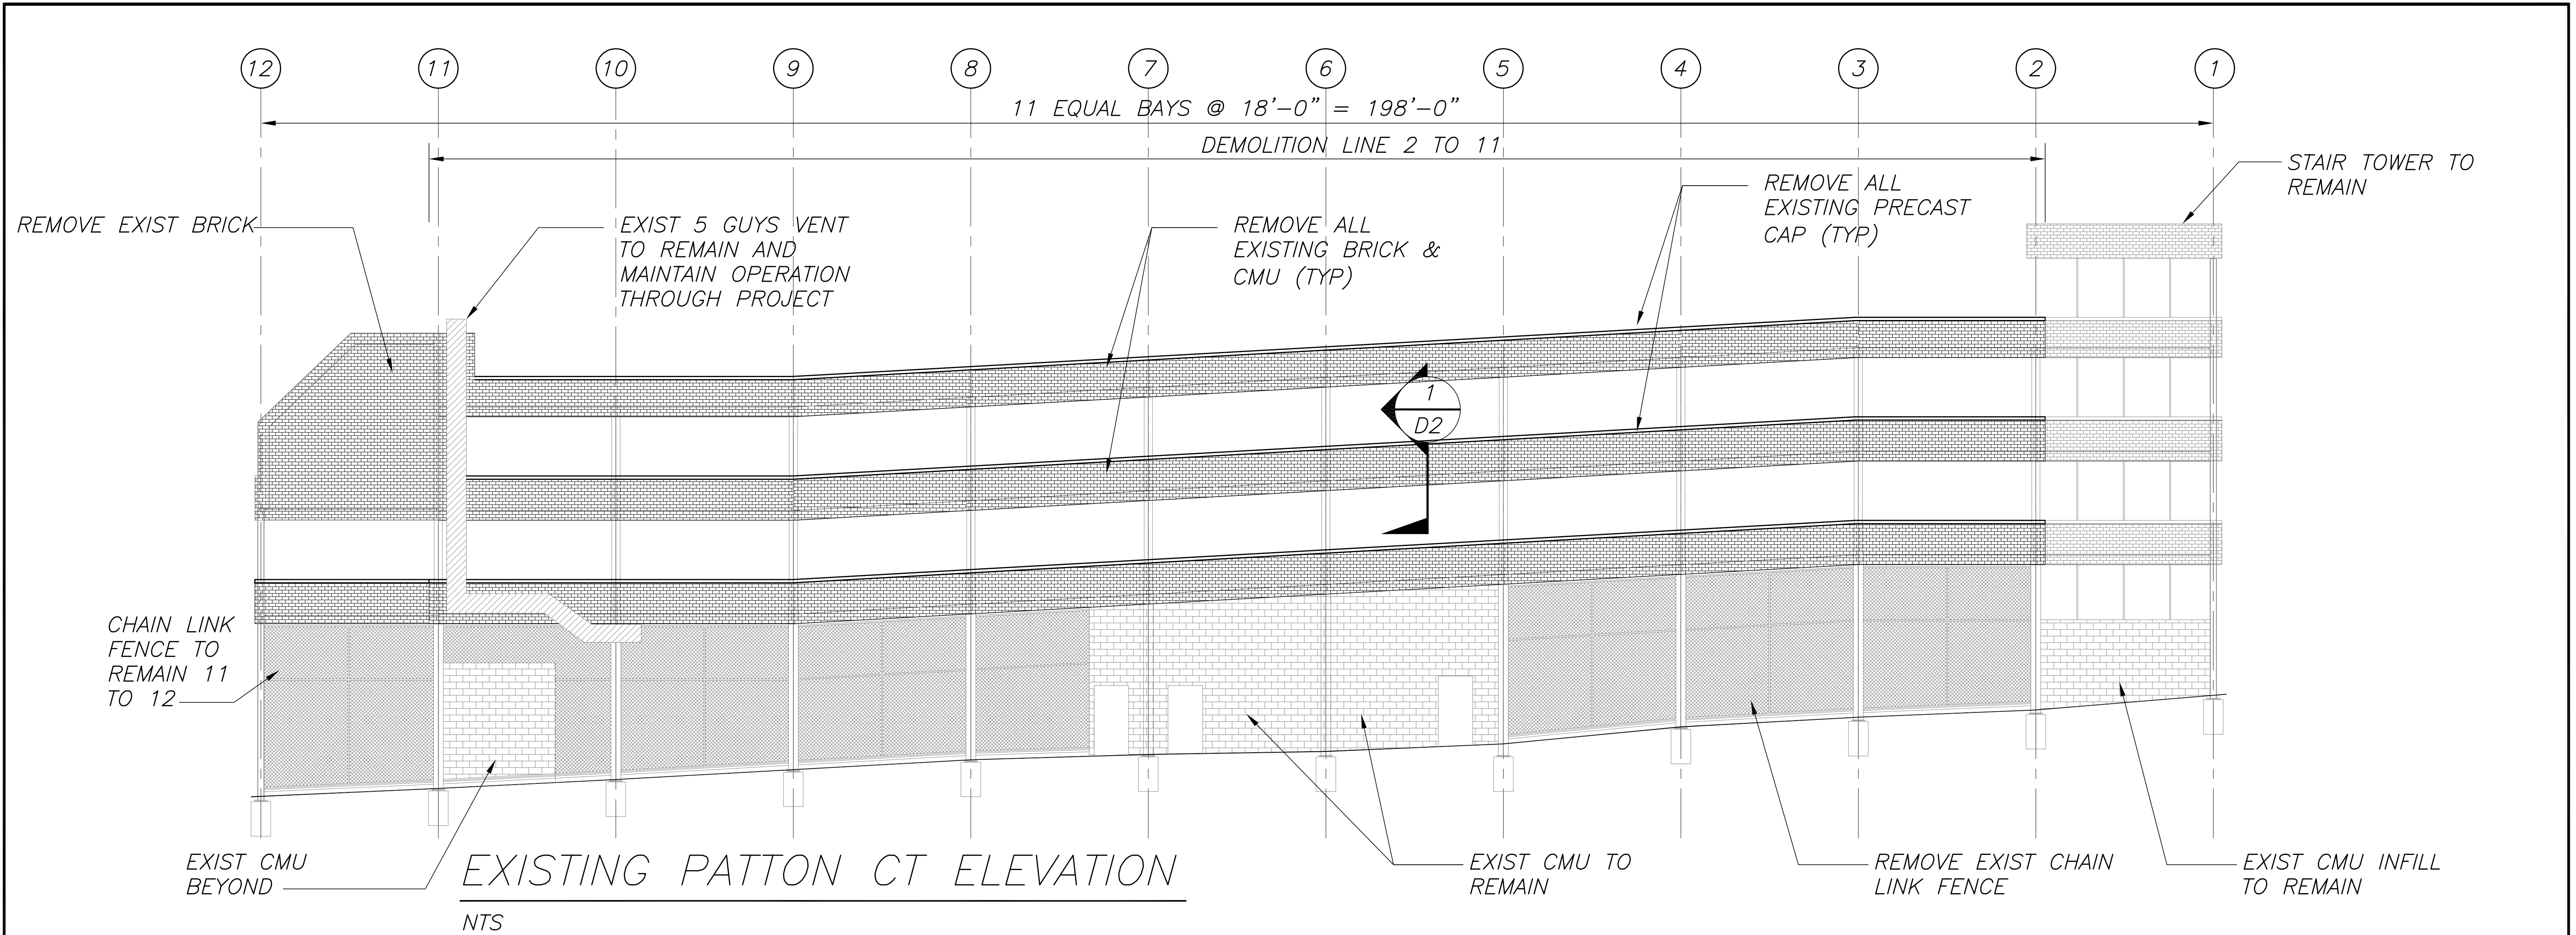 12 11 10 9 8 7 6 5 4 3 2 1
11 EQUAL BAYS @ 18'-0" = 198'-0"
DEMOLITION LINE 2 TO 11
STAIR TOWER TO
REMAIN
REMOVE ALL
EXISTING PRECAST
CAP (TYP)
REMOVE EXIST BRICK
EXIST 5 GUYS VENT
TO REMAIN AND
MAINTAIN OPERATION
THROUGH PROJECT
REMOVE ALL
EXISTING BRICK &
CMU (TYP)
1
D2
CHAIN LINK
FENCE TO
REMAIN 11
TO 12
EXIST CMU
BEYOND
EXISTING PATTON CT ELEVATION
NTS
EXIST CMU TO
REMAIN
REMOVE EXIST CHAIN
LINK FENCE
EXIST CMU INFILL
TO REMAIN